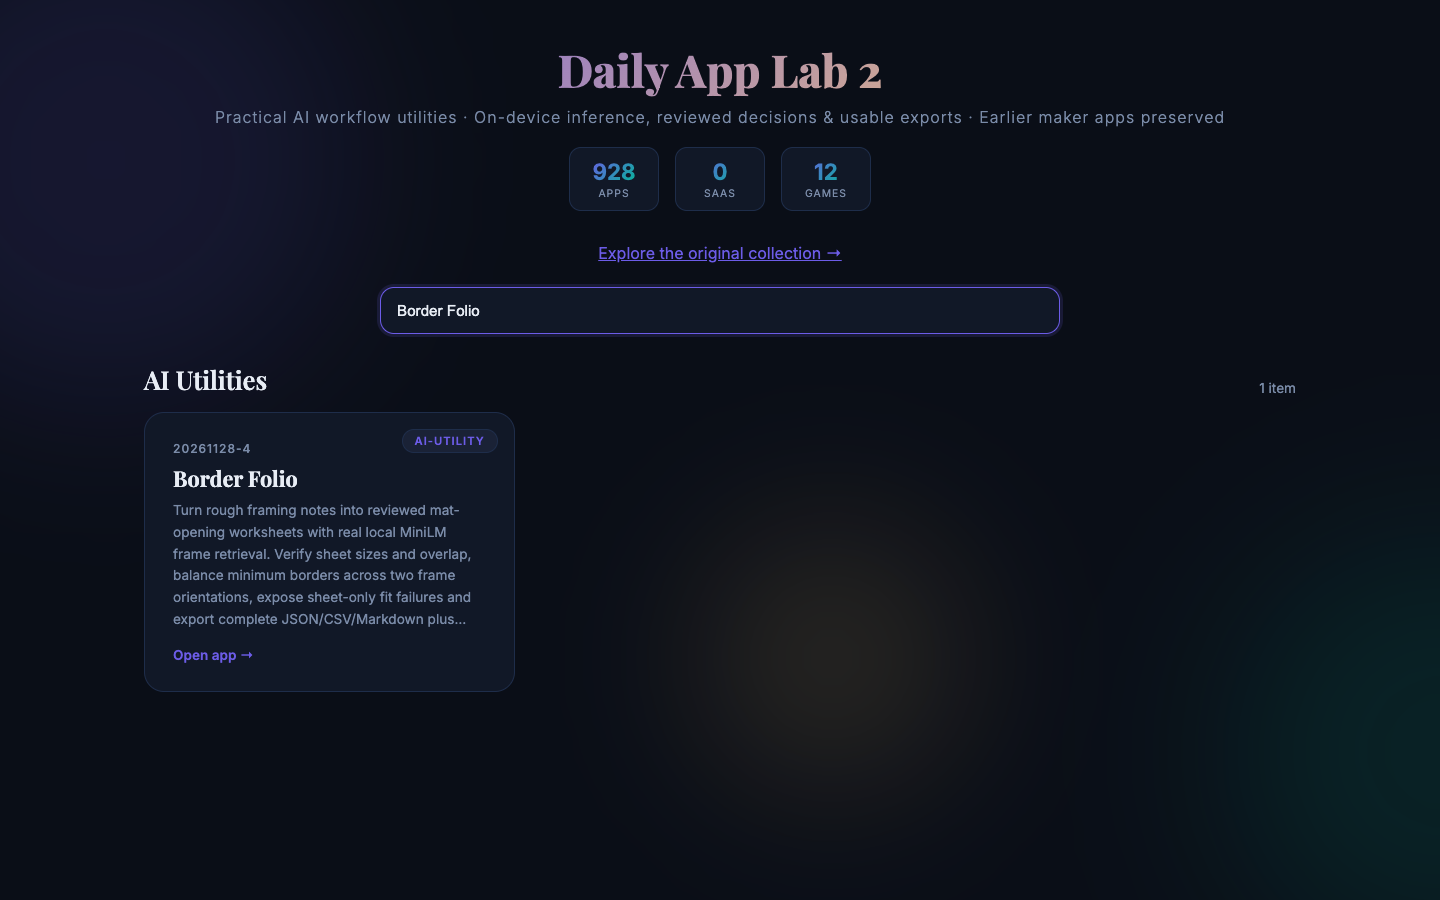 Daily App Lab 2
Practical AI workflow utilities · On-device inference, reviewed decisions & usable exports · Earlier maker apps preserved
928
APPS
0
SAAS
12
GAMES
Explore the original collection →
Border Folio
AI Utilities
1 item
20261128-4
AI-UTILITY
Border Folio
Turn rough framing notes into reviewed mat-
opening worksheets with real local MiniLM
frame retrieval. Verify sheet sizes and overlap,
balance minimum borders across two frame
orientations, expose sheet-only fit failures and
export complete JSON/CSV/Markdown plus...
Open app →